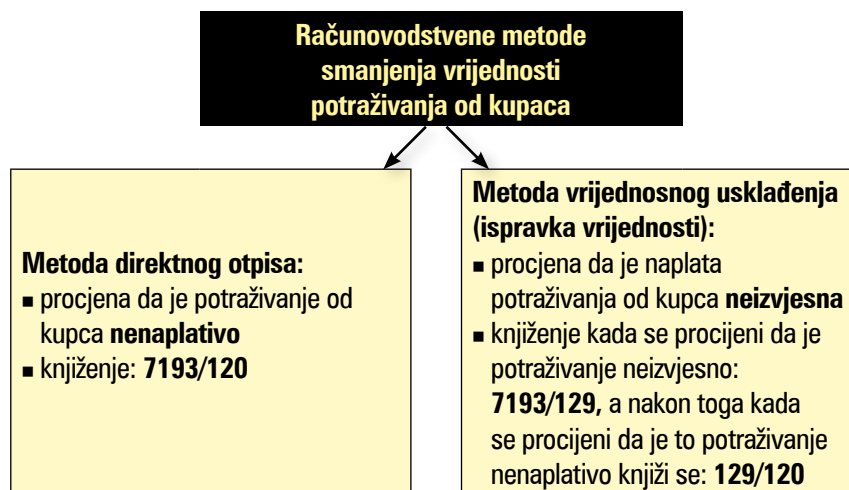 Računovodstvene metode
smanjenja vrijednosti
potraživanja od kupaca
Metoda direktnog otpisa:
▪ procjena da je potraživanje od
kupca nenaplativo
▪ knjiženje: 7193/120
Metoda vrijednosnog usklađenja
(ispravka vrijednosti):
▪ procjena da je naplata
potraživanja od kupca neizvjesna
▪ knjiženje kada se procijeni da je
potraživanje neizvjesno:
7193/129, a nakon toga kada
se procijeni da je to potraživanje
nenaplativo knjiži se: 129/120